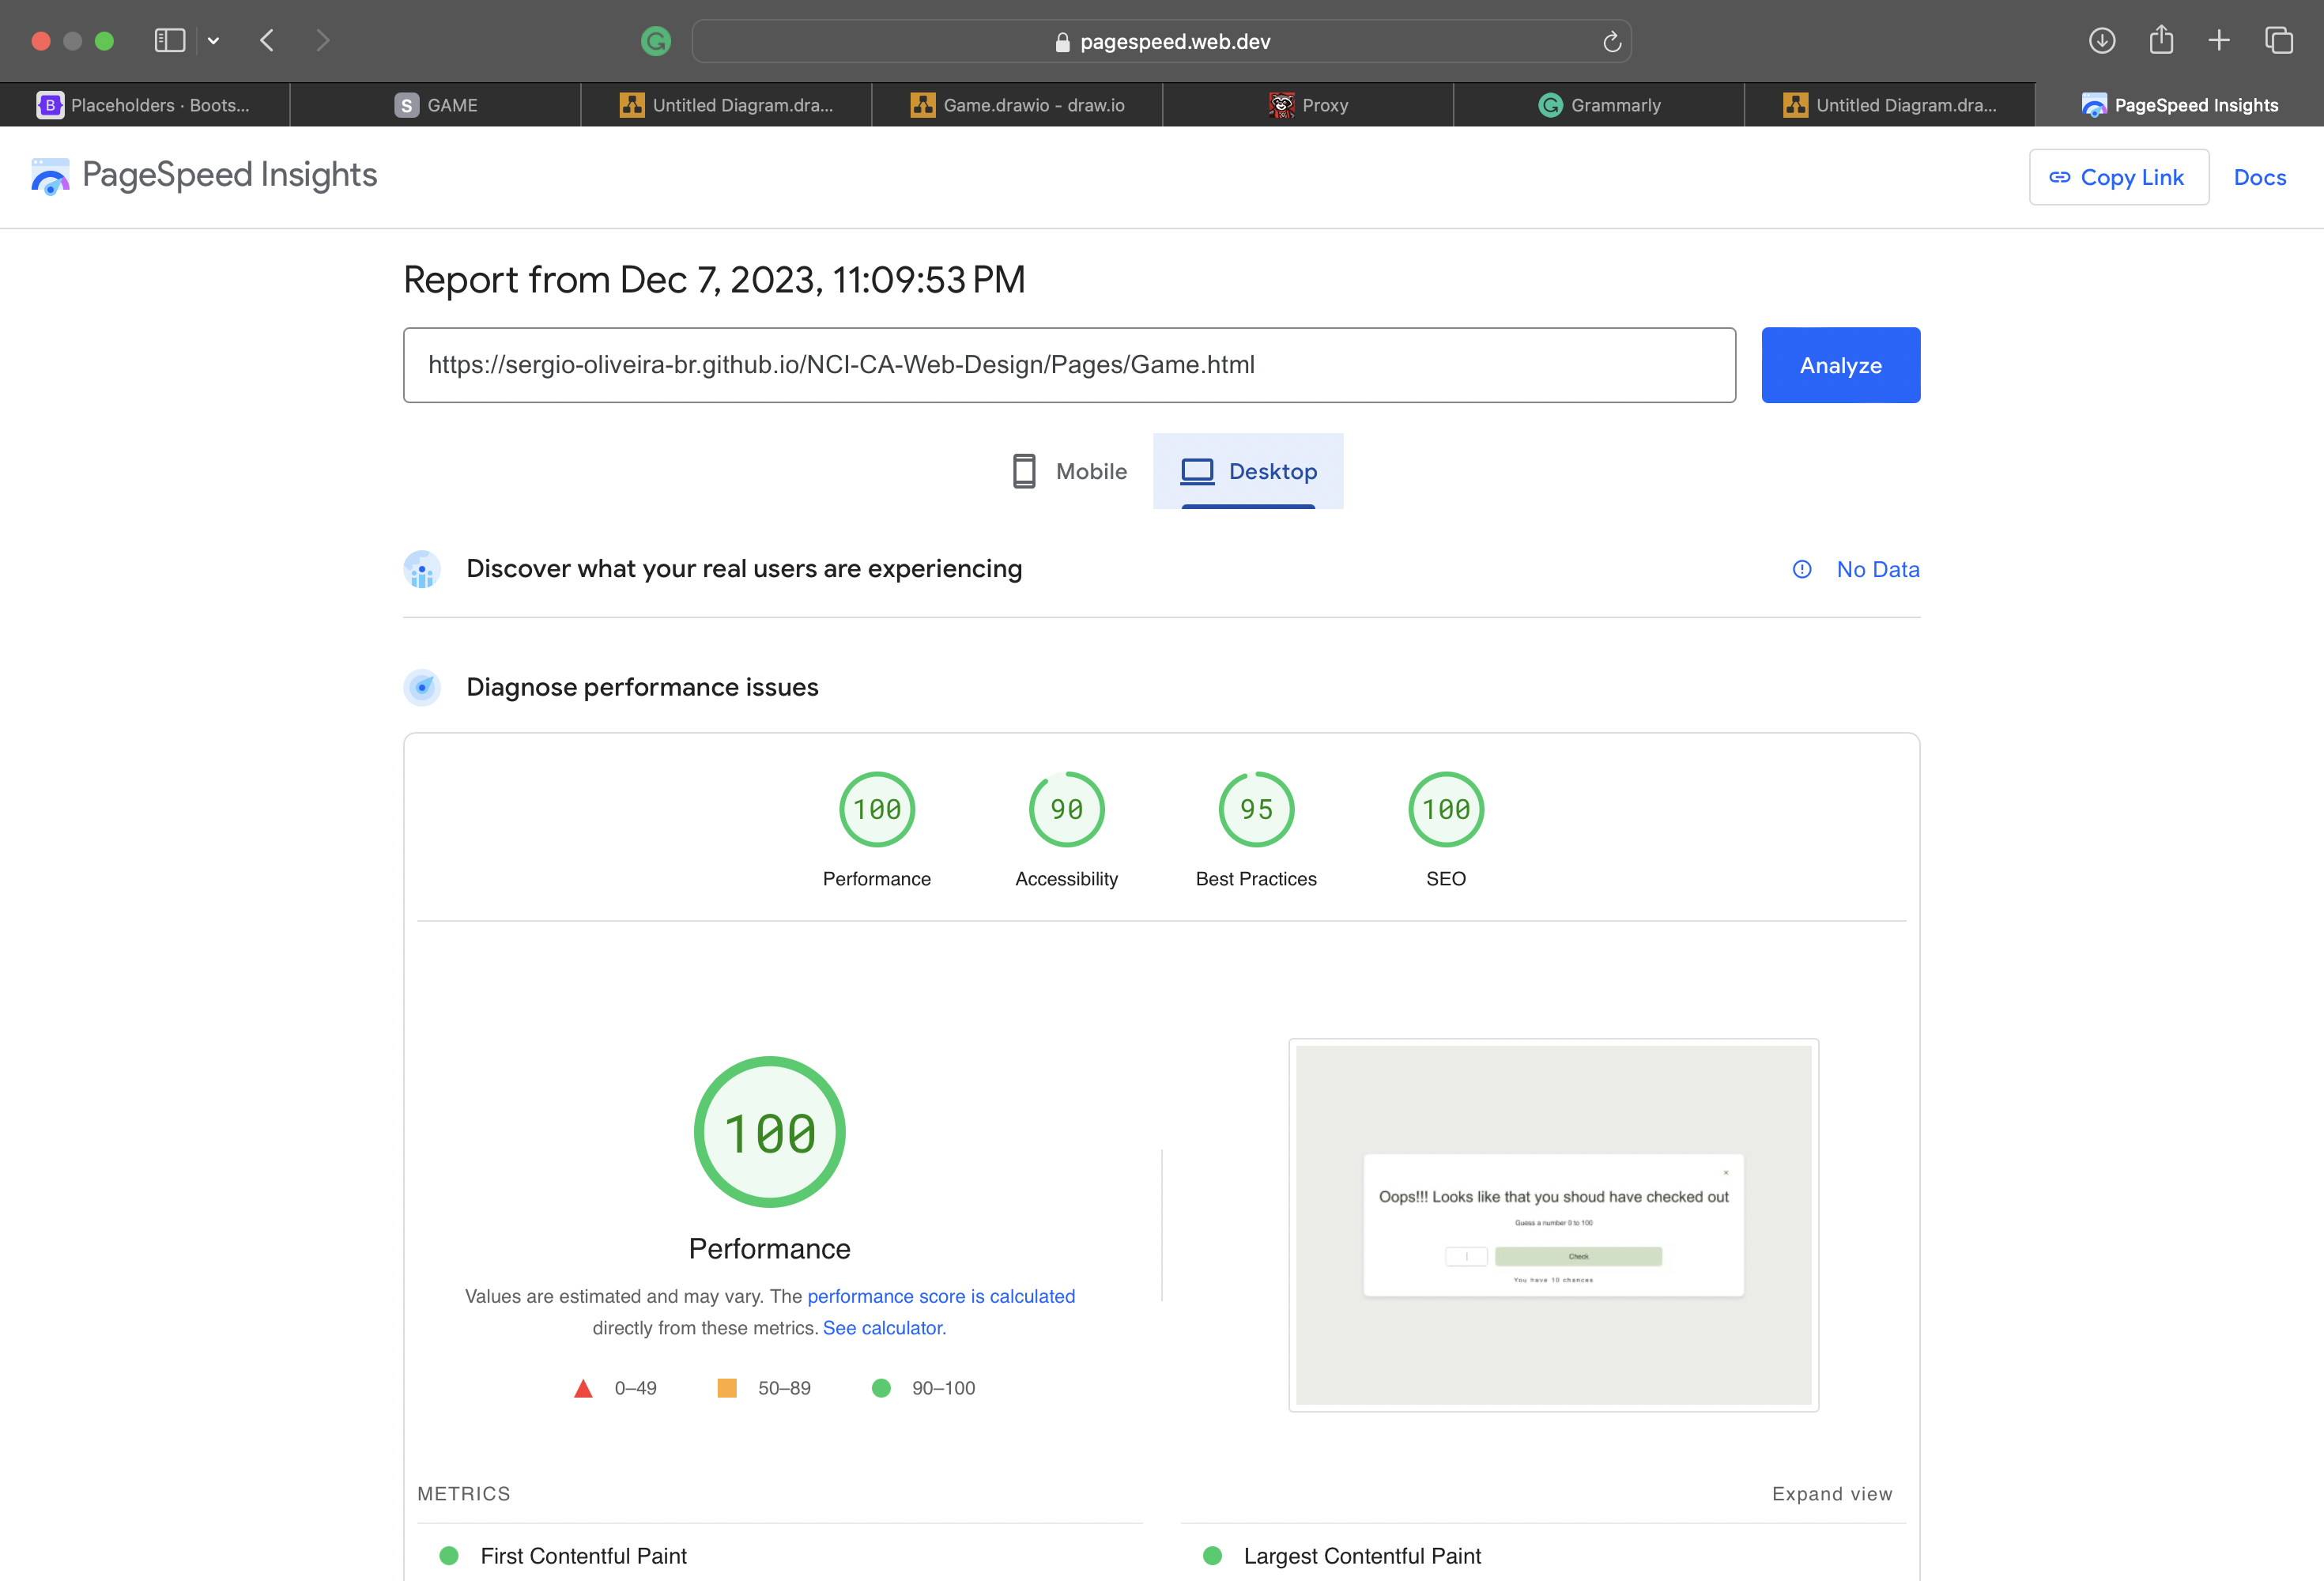 pagespeed.web.dev
Placeholders · Boots...
S GAME
Untitled Diagram.dra...
Game.drawio - draw.io
Proxy
Grammarly
Untitled Diagram.dra...
PageSpeed Insights
PageSpeed Insights
Copy Link
Docs
Report from Dec 7, 2023, 11:09:53 PM
https://sergio-oliveira-br.github.io/NCI-CA-Web-Design/Pages/Game.html
Analyze
Mobile
Desktop
Discover what your real users are experiencing
No Data
Diagnose performance issues
100
90
95
100
Performance
Accessibility
Best Practices
SEO
100
Performance
Values are estimated and may vary. The performance score is calculated
directly from these metrics. See calculator.
0–49
50–89
90–100
×
Oops!!! Looks like that you shoud have checked out
Guess a number 0 to 100
Check
You have 10 chances
METRICS
Expand view
First Contentful Paint
Largest Contentful Paint